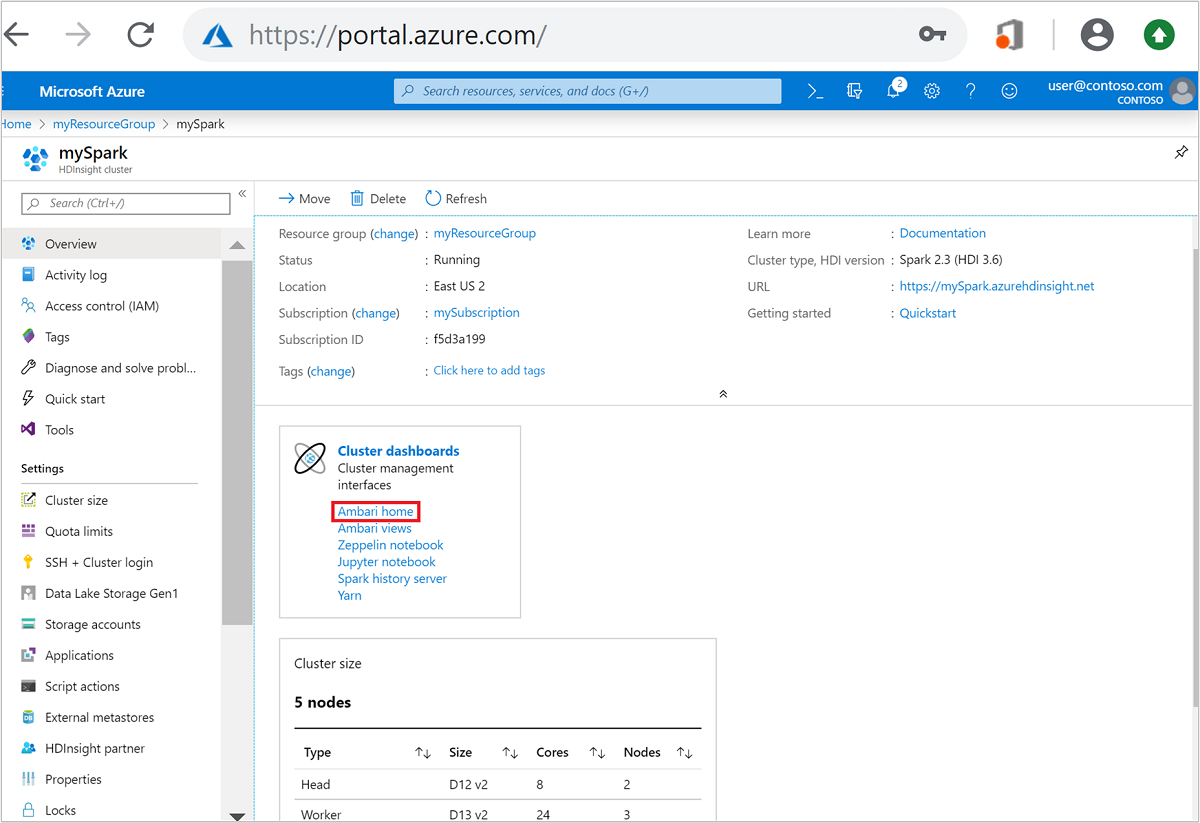 https://portal.azure.com/
Microsoft Azure
Search resources, services, and docs (G+/)
2
user@contoso.com
CONTOSO
Home > myResourceGroup > mySpark
mySpark
HDInsight cluster
Search (Ctrl+/)
«
Overview
Activity log
Access control (IAM)
Tags
Diagnose and solve probl...
Quick start
Tools
Settings
Cluster size
Quota limits
SSH + Cluster login
Data Lake Storage Gen1
Storage accounts
Applications
Script actions
External metastores
HDInsight partner
Properties
Locks
Move Delete Refresh
Resource group (change) : myResourceGroup
Status : Running
Location : East US 2
Subscription (change) : mySubscription
Subscription ID : f5d3a199
Tags (change) : Click here to add tags
Learn more : Documentation
Cluster type, HDI version : Spark 2.3 (HDI 3.6)
URL : https://mySpark.azurehdinsight.net
Getting started : Quickstart
Cluster dashboards
Cluster management
interfaces
Ambari home
Ambari views
Zeppelin notebook
Jupyter notebook
Spark history server
Yarn
Cluster size
5 nodes
Type Size Cores Nodes
Head D12 v2 8 2
Worker D13 v2 24 3